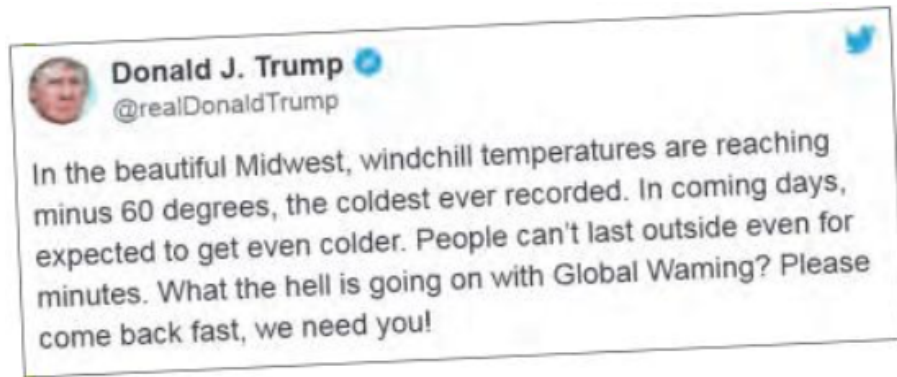 Donald J. Trump
@realDonaldTrump
In the beautiful Midwest, windchill temperatures are reaching
minus 60 degrees, the coldest ever recorded. In coming days,
expected to get even colder. People can't last outside even for
minutes. What the hell is going on with Global Waming? Please
come back fast, we need you!